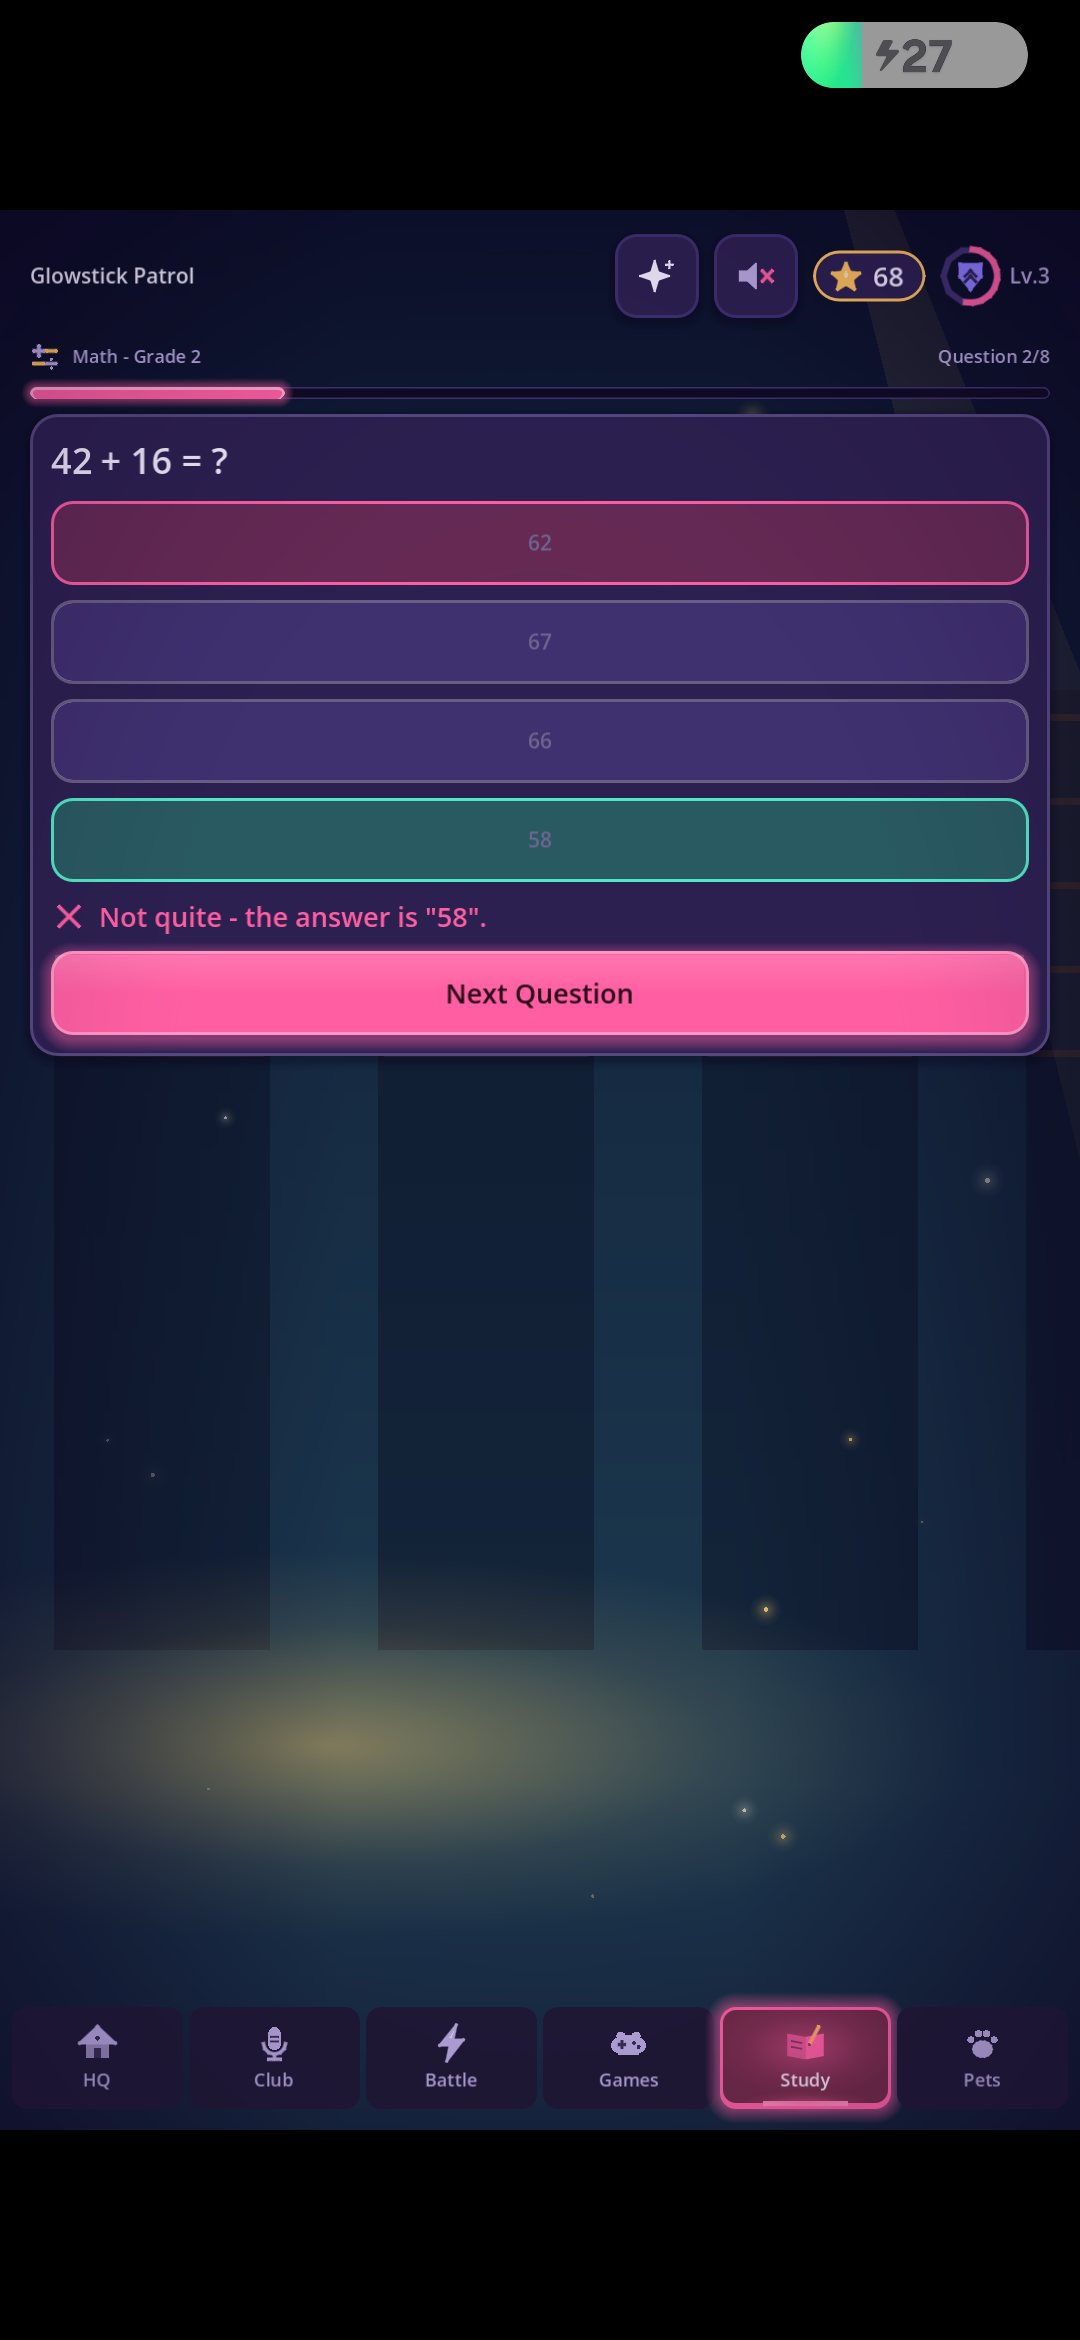 27
Glowstick Patrol
68
Lv.3
Math - Grade 2
Question 2/8
42 + 16 = ?
62
67
66
58
Not quite - the answer is "58".
Next Question
HQ
Club
Battle
Games
Study
Pets